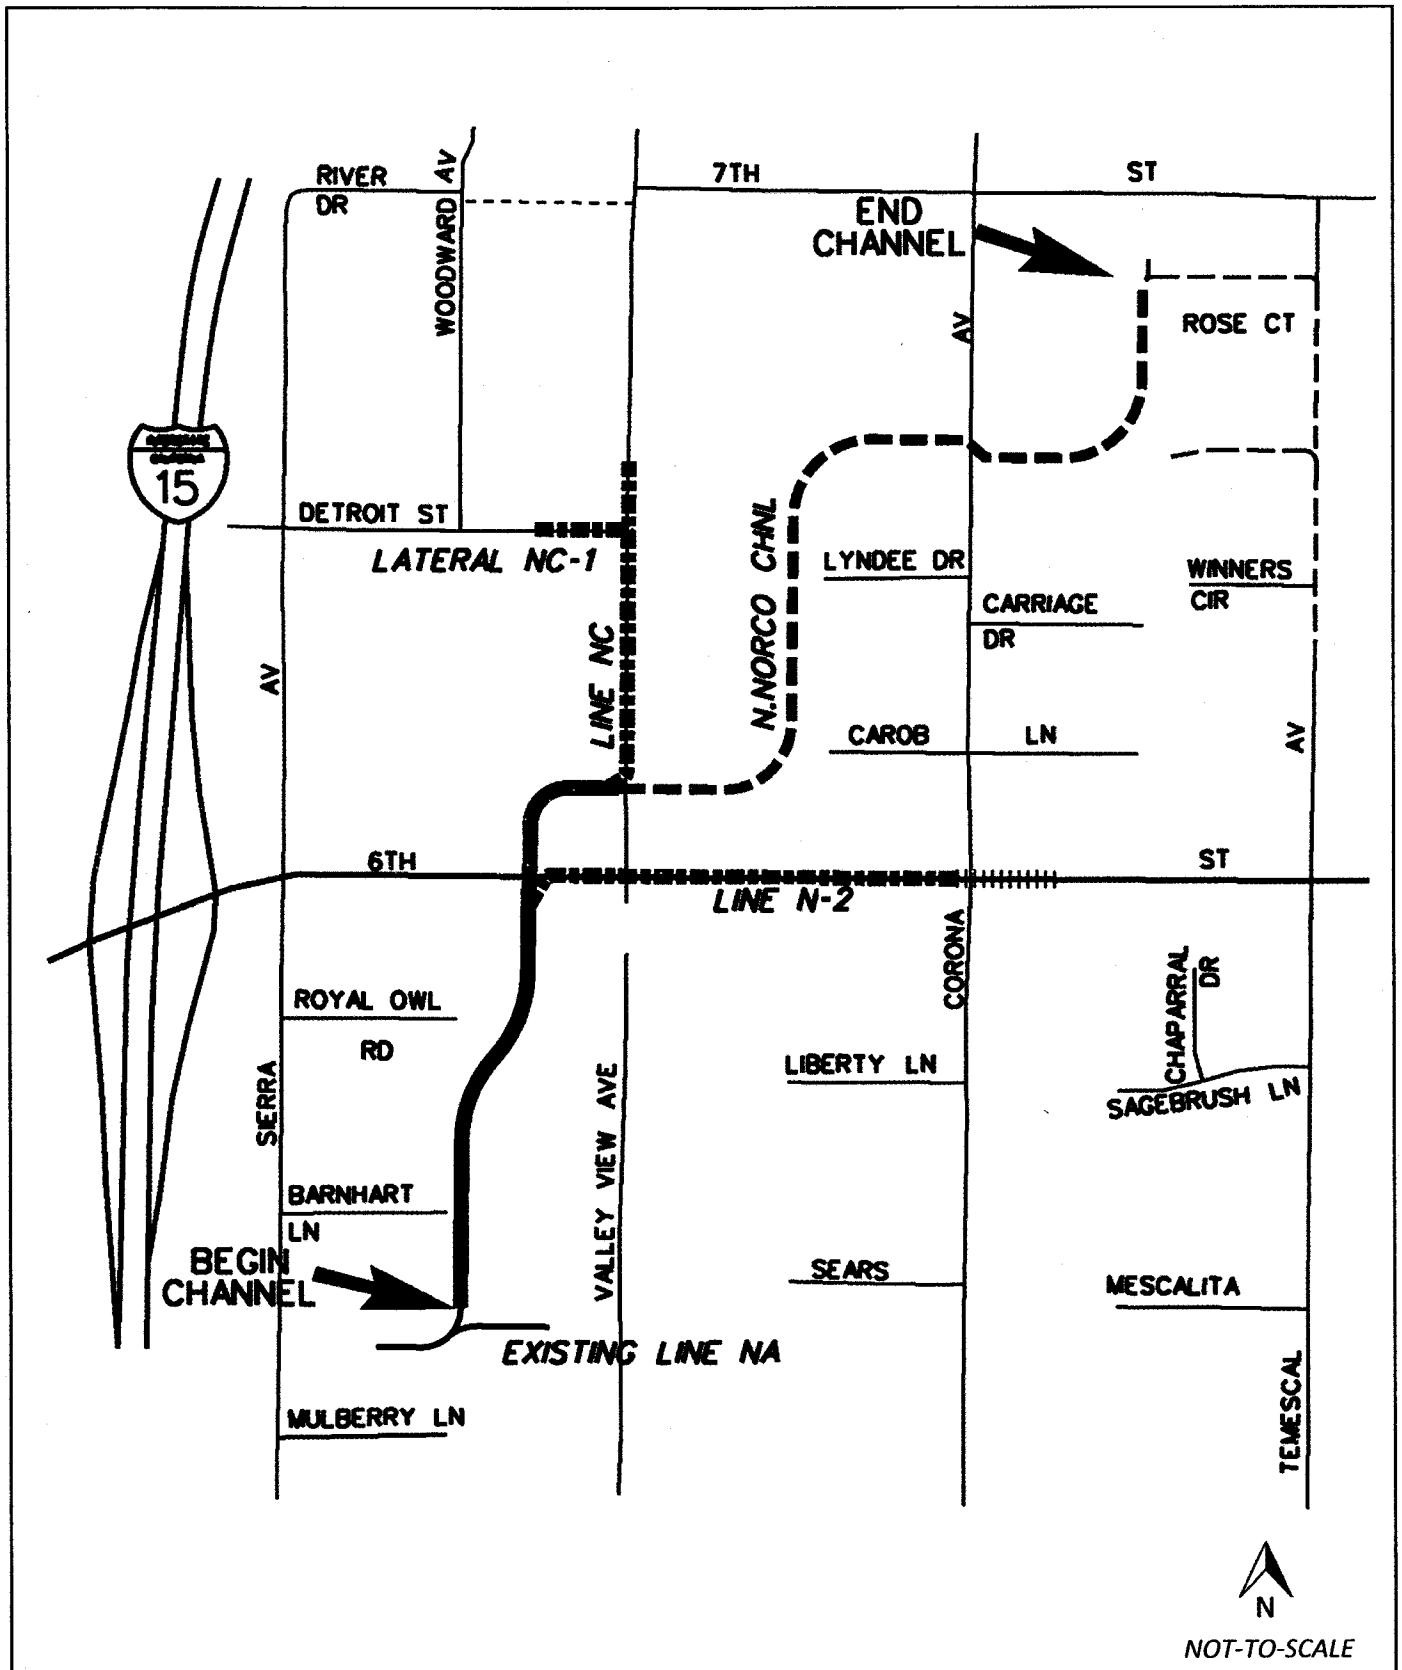 RIVER
DR
WOODWARD AV
7TH
ST
END
CHANNEL
AV
ROSE CT
15
DETROIT ST
LATERAL NC-1
LINE NC
N.NORCO CHNL
LYNDEE DR
CARRIAGE
DR
WINNERS
CIR
AV
CAROB
LN
AV
6TH
ST
LINE N-2
CORONA
ROYAL OWL
RD
CHAPARRAL
DR
LIBERTY LN
SAGEBRUSH LN
SIERRA
VALLEY VIEW AVE
BARNHART
LN
BEGIN
CHANNEL
SEARS
MESCALITA
EXISTING LINE NA
TEMESCAL
MULBERRY LN
N
NOT-TO-SCALE